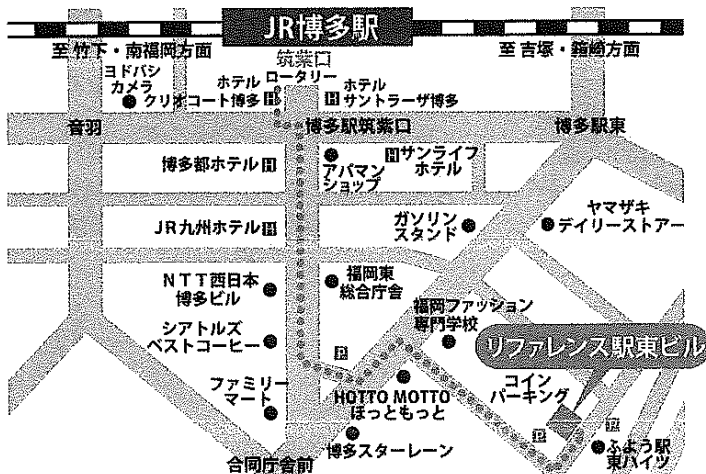 JR博多駅
至 竹下・南福岡方面
筑紫口
至 吉塚・箱崎方面
ヨドバシ
カメラ
ホテル
クリオコート博多 H
ロータリー
H ホテル
サントラーザ博多
音羽
博多駅筑紫口
博多駅東
博多都ホテル H
アパマン
ショップ
H サンライフ
ホテル
JR九州ホテル H
ガソリン
スタンド
ヤマザキ
デイリーストアー
NTT西日本
博多ビル
福岡東
総合庁舎
シアトルズ
ベストコーヒー
福岡ファッション
専門学校
P
リファレンス駅東ビル
ファミリー
マート
HOTTO MOTTO
ほっともっと
コイン
パーキング
P
P
博多スターレーン
ふよう駅
東ハイツ
合同庁舎前